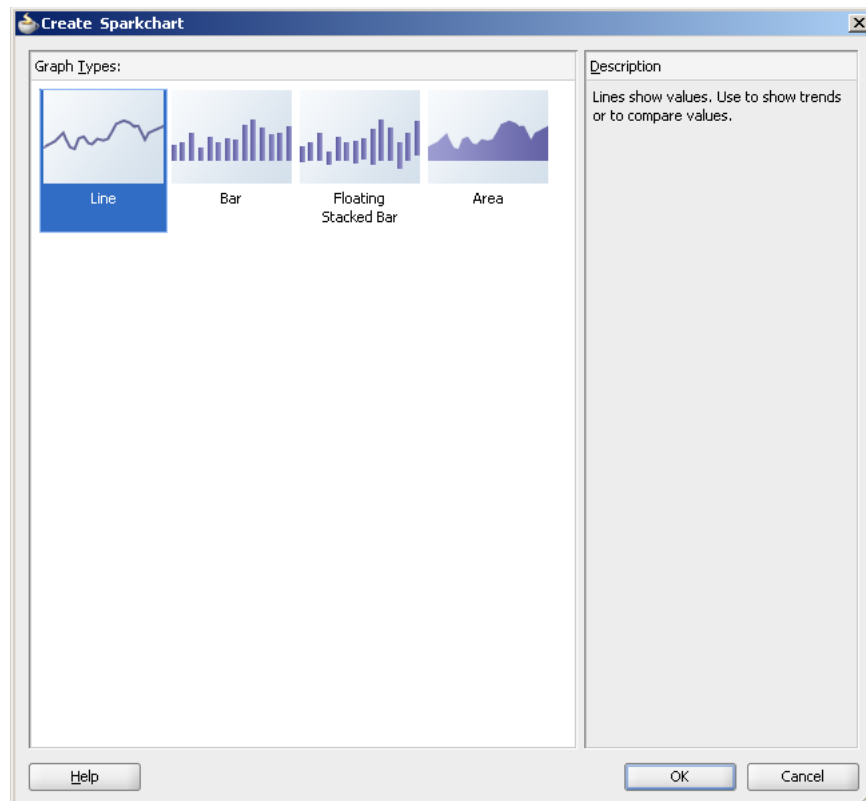 Create Sparkchart
Graph Types:
Line
Bar
Floating
Stacked Bar
Area
Description
Lines show values. Use to show trends
or to compare values.
Help
OK
Cancel